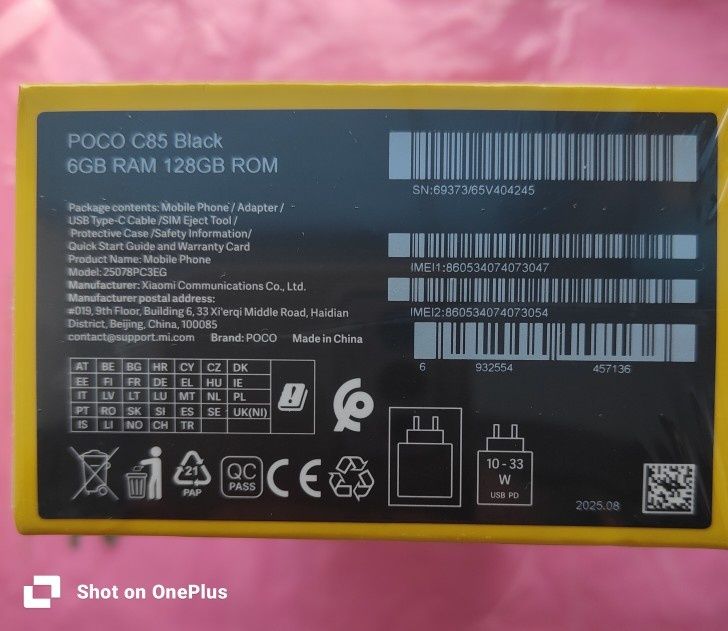 POCO C85 Black
6GB RAM 128GB ROM
Package contents: Mobile Phone / Adapter /
USB Type-C Cable /SIM Eject Tool /
Protective Case /Safety Information/
Quick Start Guide and Warranty Card
Product Name: Mobile Phone
Model: 25078PC3EG
Manufacturer: Xiaomi Communications Co., Ltd.
Manufacturer postal address:
#019, 9th Floor, Building 6, 33 Xi'erqi Middle Road, Haidian
District, Beijing, China, 100085
contact@support.mi.com Brand: POCO Made in China
SN:69373/65V404245
IMEI1:860534074073047
IMEI2:860534074073054
6 932554 457136
AT BE BG HR CY CZ DK
EE FI FR DE EL HU IE
IT LV LT LU MT NL PL
PT RO SK SI ES SE UK(NI)
IS LI NO CH TR
21
PAP
QC
PASS
CE
10 - 33
W
USB PD
2025.08
Shot on OnePlus